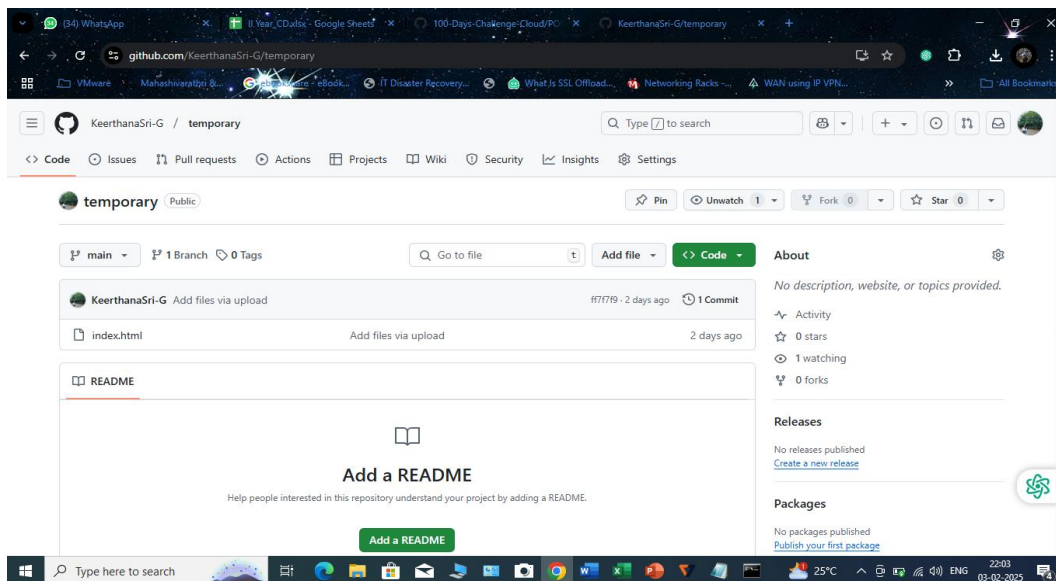 (34) WhatsApp
II Year_CD.xlsx - Google Sheets
100-Days-Challenge-Cloud/PO
KeerthanaSri-G/temporary
github.com/KeerthanaSri-G/temporary
VMware
Mahashivarathri &...
eBook...
IT Disaster Recovery...
What Is SSL Offload...
Networking Racks -...
WAN using IP VPN...
All Bookmarks
KeerthanaSri-G / temporary
Type / to search
Code Issues Pull requests Actions Projects Wiki Security Insights Settings
temporary Public
Pin Unwatch 1 Fork 0 Star 0
main 1 Branch 0 Tags Go to file t Add file Code
About
No description, website, or topics provided.
KeerthanaSri-G Add files via upload ff7f7f9 · 2 days ago 1 Commit
index.html Add files via upload 2 days ago
Activity
0 stars
1 watching
0 forks
README
Add a README
Help people interested in this repository understand your project by adding a README.
Add a README
Releases
No releases published
Create a new release
Packages
No packages published
Publish your first package
Type here to search
25°C
ENG
22:03
03-02-2025